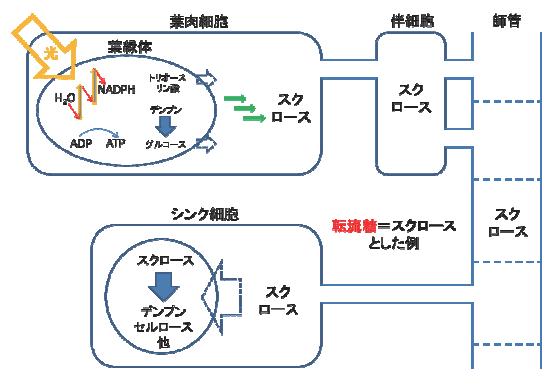 葉肉細胞
伴細胞
師管
光
葉緑体
H₂O
NADPH
ADP
ATP
トリオース
リン酸
デンプン
グルコース
スク
ロース
スク
ロース
シンク細胞
転流糖＝スクロース
とした例
スク
ロース
スクロース
デンプン
セルロース
他
スク
ロース